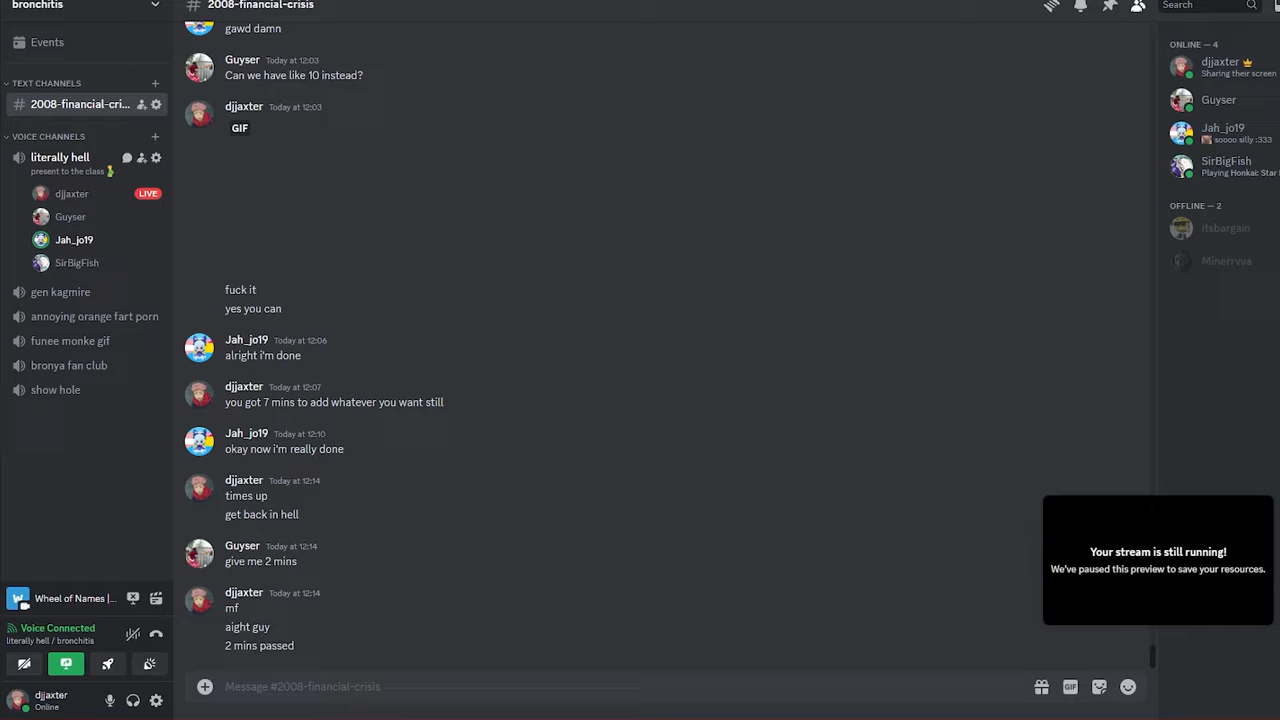 bronchitis
Events
TEXT CHANNELS
# 2008-financial-cri...
VOICE CHANNELS
literally hell
present to the class
djjaxter
LIVE
Guyser
Jah_jo19
SirBigFish
gen kagmire
annoying orange fart porn
funee monke gif
bronya fan club
show hole
Wheel of Names |...
Voice Connected
literally hell / bronchitis
djjaxter
Online
# 2008-financial-crisis
Search
gawd damn
Guyser Today at 12:03
Can we have like 10 instead?
djjaxter Today at 12:03
GIF
fuck it
yes you can
Jah_jo19 Today at 12:06
alright i'm done
djjaxter Today at 12:07
you got 7 mins to add whatever you want still
Jah_jo19 Today at 12:10
okay now i'm really done
djjaxter Today at 12:14
times up
get back in hell
Guyser Today at 12:14
give me 2 mins
djjaxter Today at 12:14
mf
aight guy
2 mins passed
Message #2008-financial-crisis
GIF
ONLINE — 4
djjaxter
Sharing their screen
Guyser
Jah_jo19
soooo silly :333
SirBigFish
Playing Honkai: Star
OFFLINE — 2
itsbargain
Minerrvva
Your stream is still running!
We've paused this preview to save your resources.